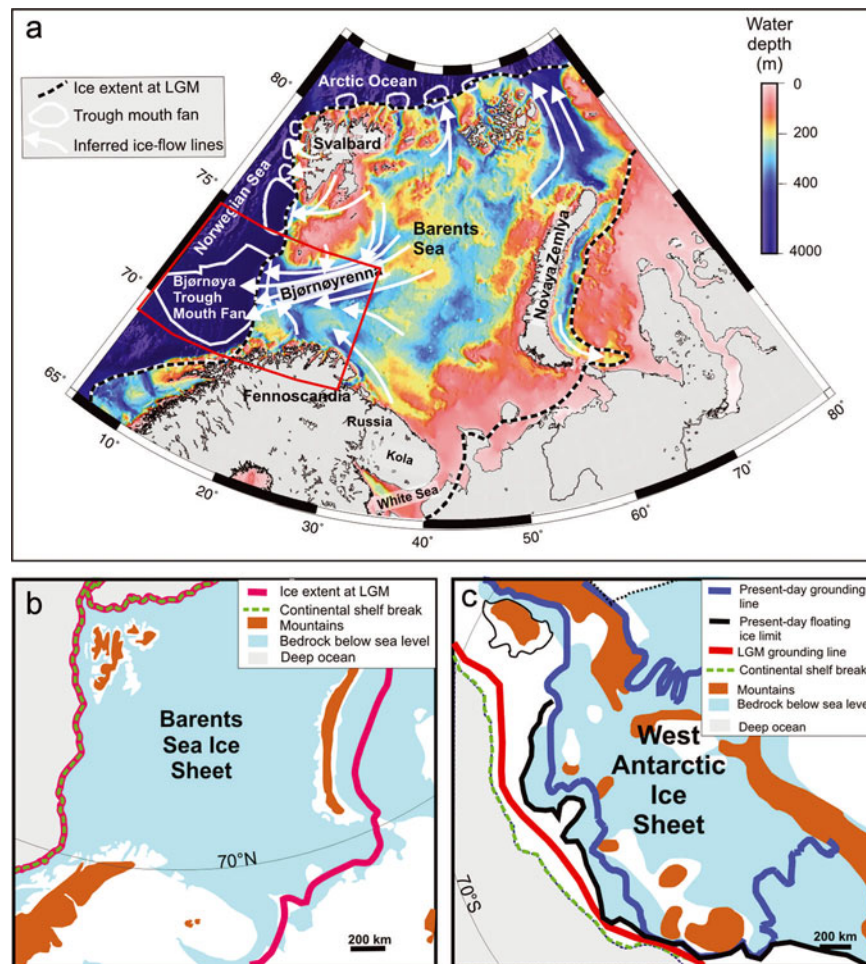 a
Water
depth
(m)
0
200
400
4000
Ice extent at LGM
Trough mouth fan
Inferred ice-flow lines
80°
Arctic Ocean
80°
Svalbard
75°
Norwegian Sea
Barents
Sea
Novaya Zemlya
70°
Bjørnøyrenna
Bjørnøya
Trough
Mouth Fan
65°
Fennoscandia
Russia
Kola
White Sea
10°
20°
30°
40°
50°
60°
70°
80°
b
Ice extent at LGM
Continental shelf break
Mountains
Bedrock below sea level
Deep ocean
Barents
Sea Ice
Sheet
70°N
200 km
c
Present-day grounding
line
Present-day floating
ice limit
LGM grounding line
Continental shelf break
Mountains
Bedrock below sea level
Deep ocean
West
Antarctic
Ice
Sheet
70°S
200 km